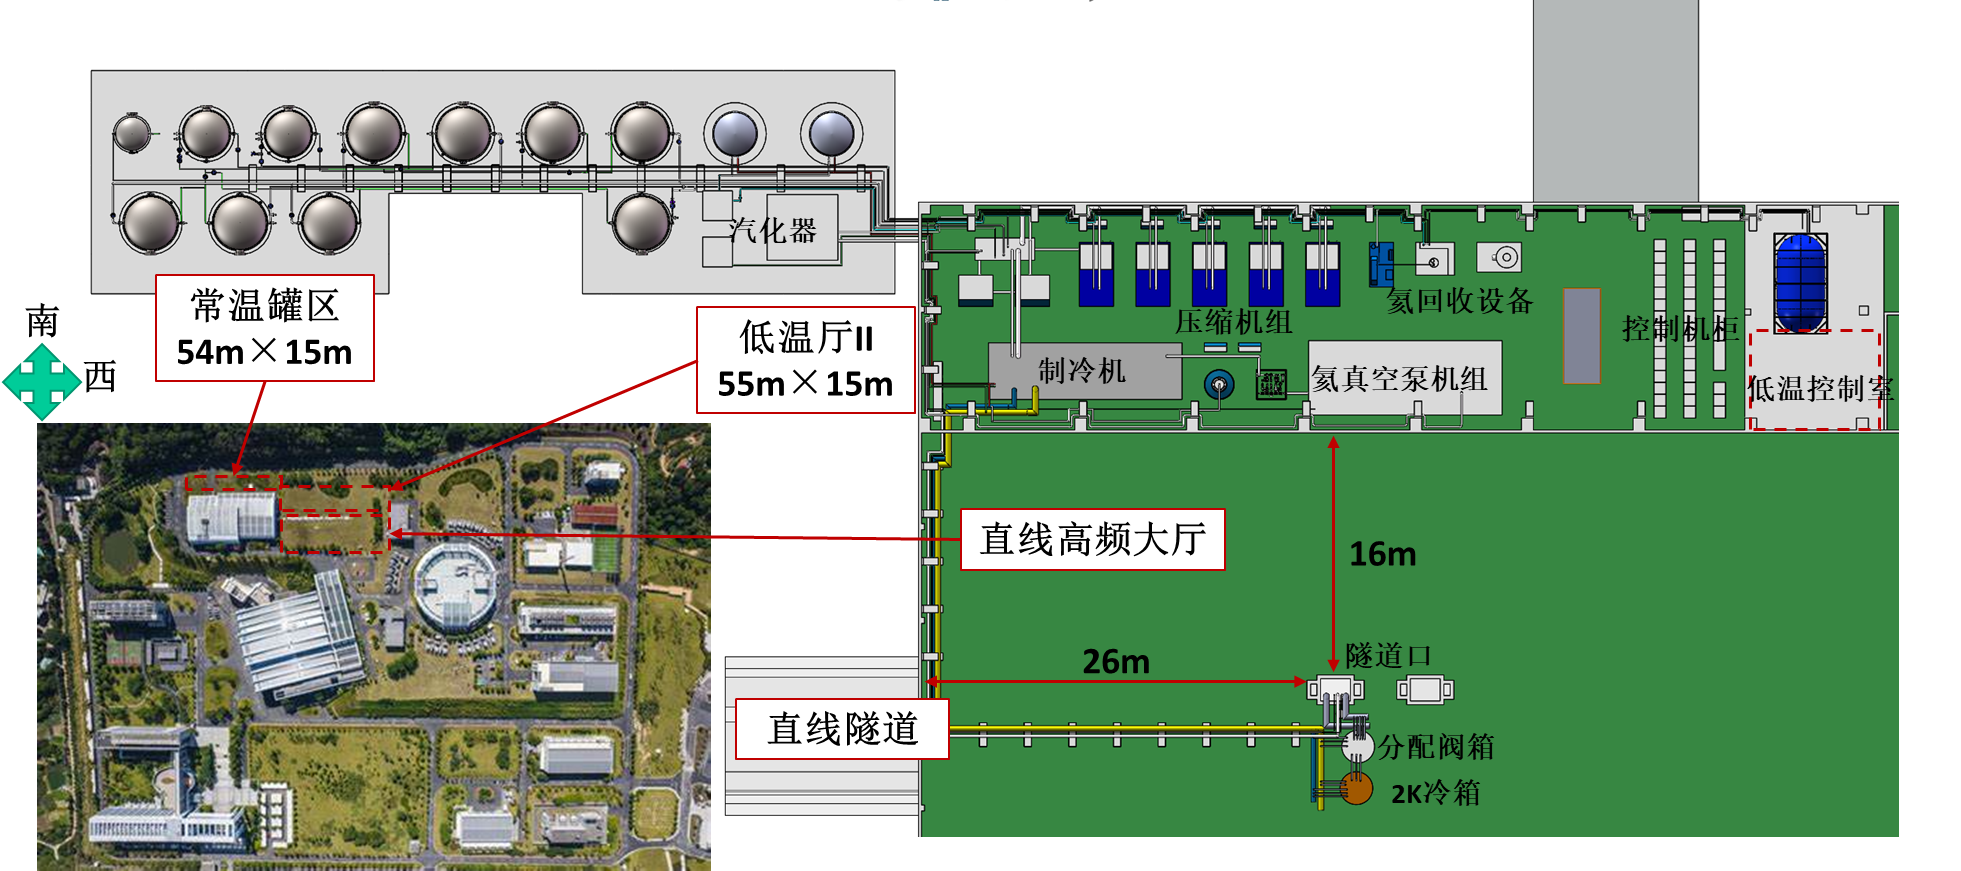 汽化器
南
西
常温罐区
54m×15m
低温厅II
55m×15m
压缩机组
氦回收设备
控制机柜
制冷机
氦真空泵机组
低温控制室
直线高频大厅
16m
26m
隧道口
直线隧道
分配阀箱
2K冷箱